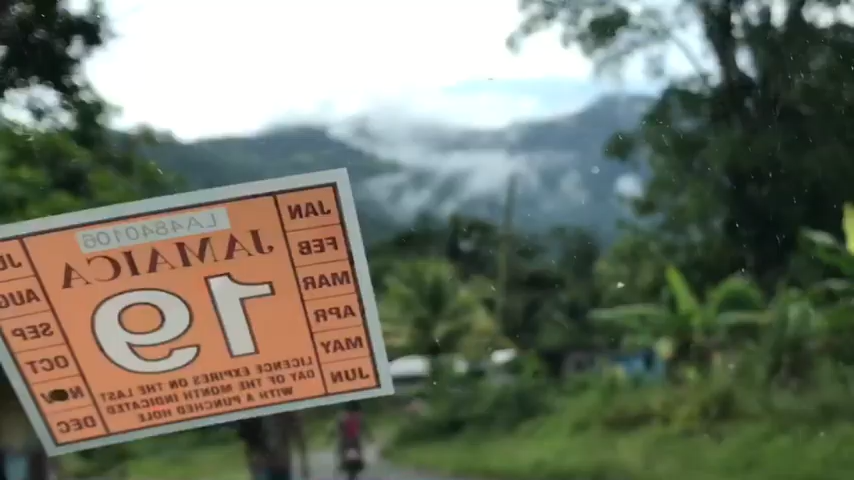 LA4840106
JAMAICA
19
JAN
FEB
MAR
APR
MAY
JUN
AUG
SEP
OCT
DEC
LICENCE EXPIRES ON THE LAST
DAY OF THE MONTH INDICATED
WITH A PUNCHED HOLE